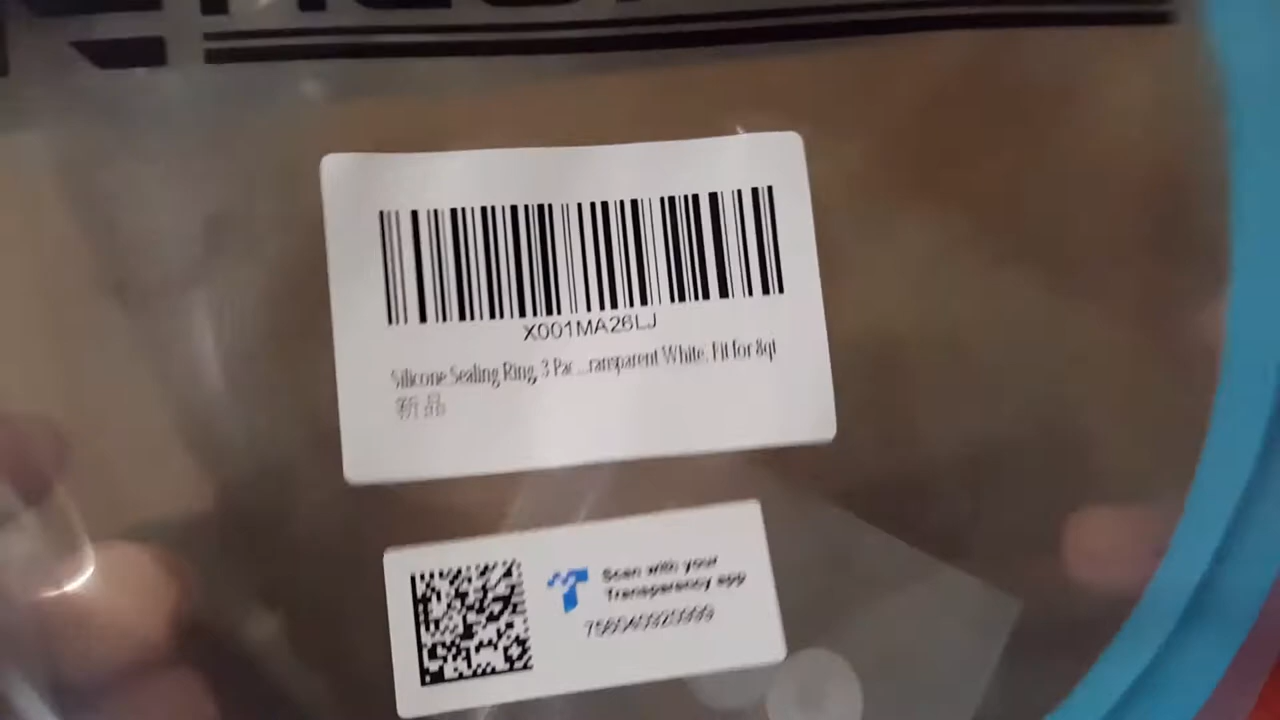 X001MA26LJ
Silicone Sealing Ring, 3 Pac...ransparent White, Fit for 8qt
新品
Scan with your
Transparency app